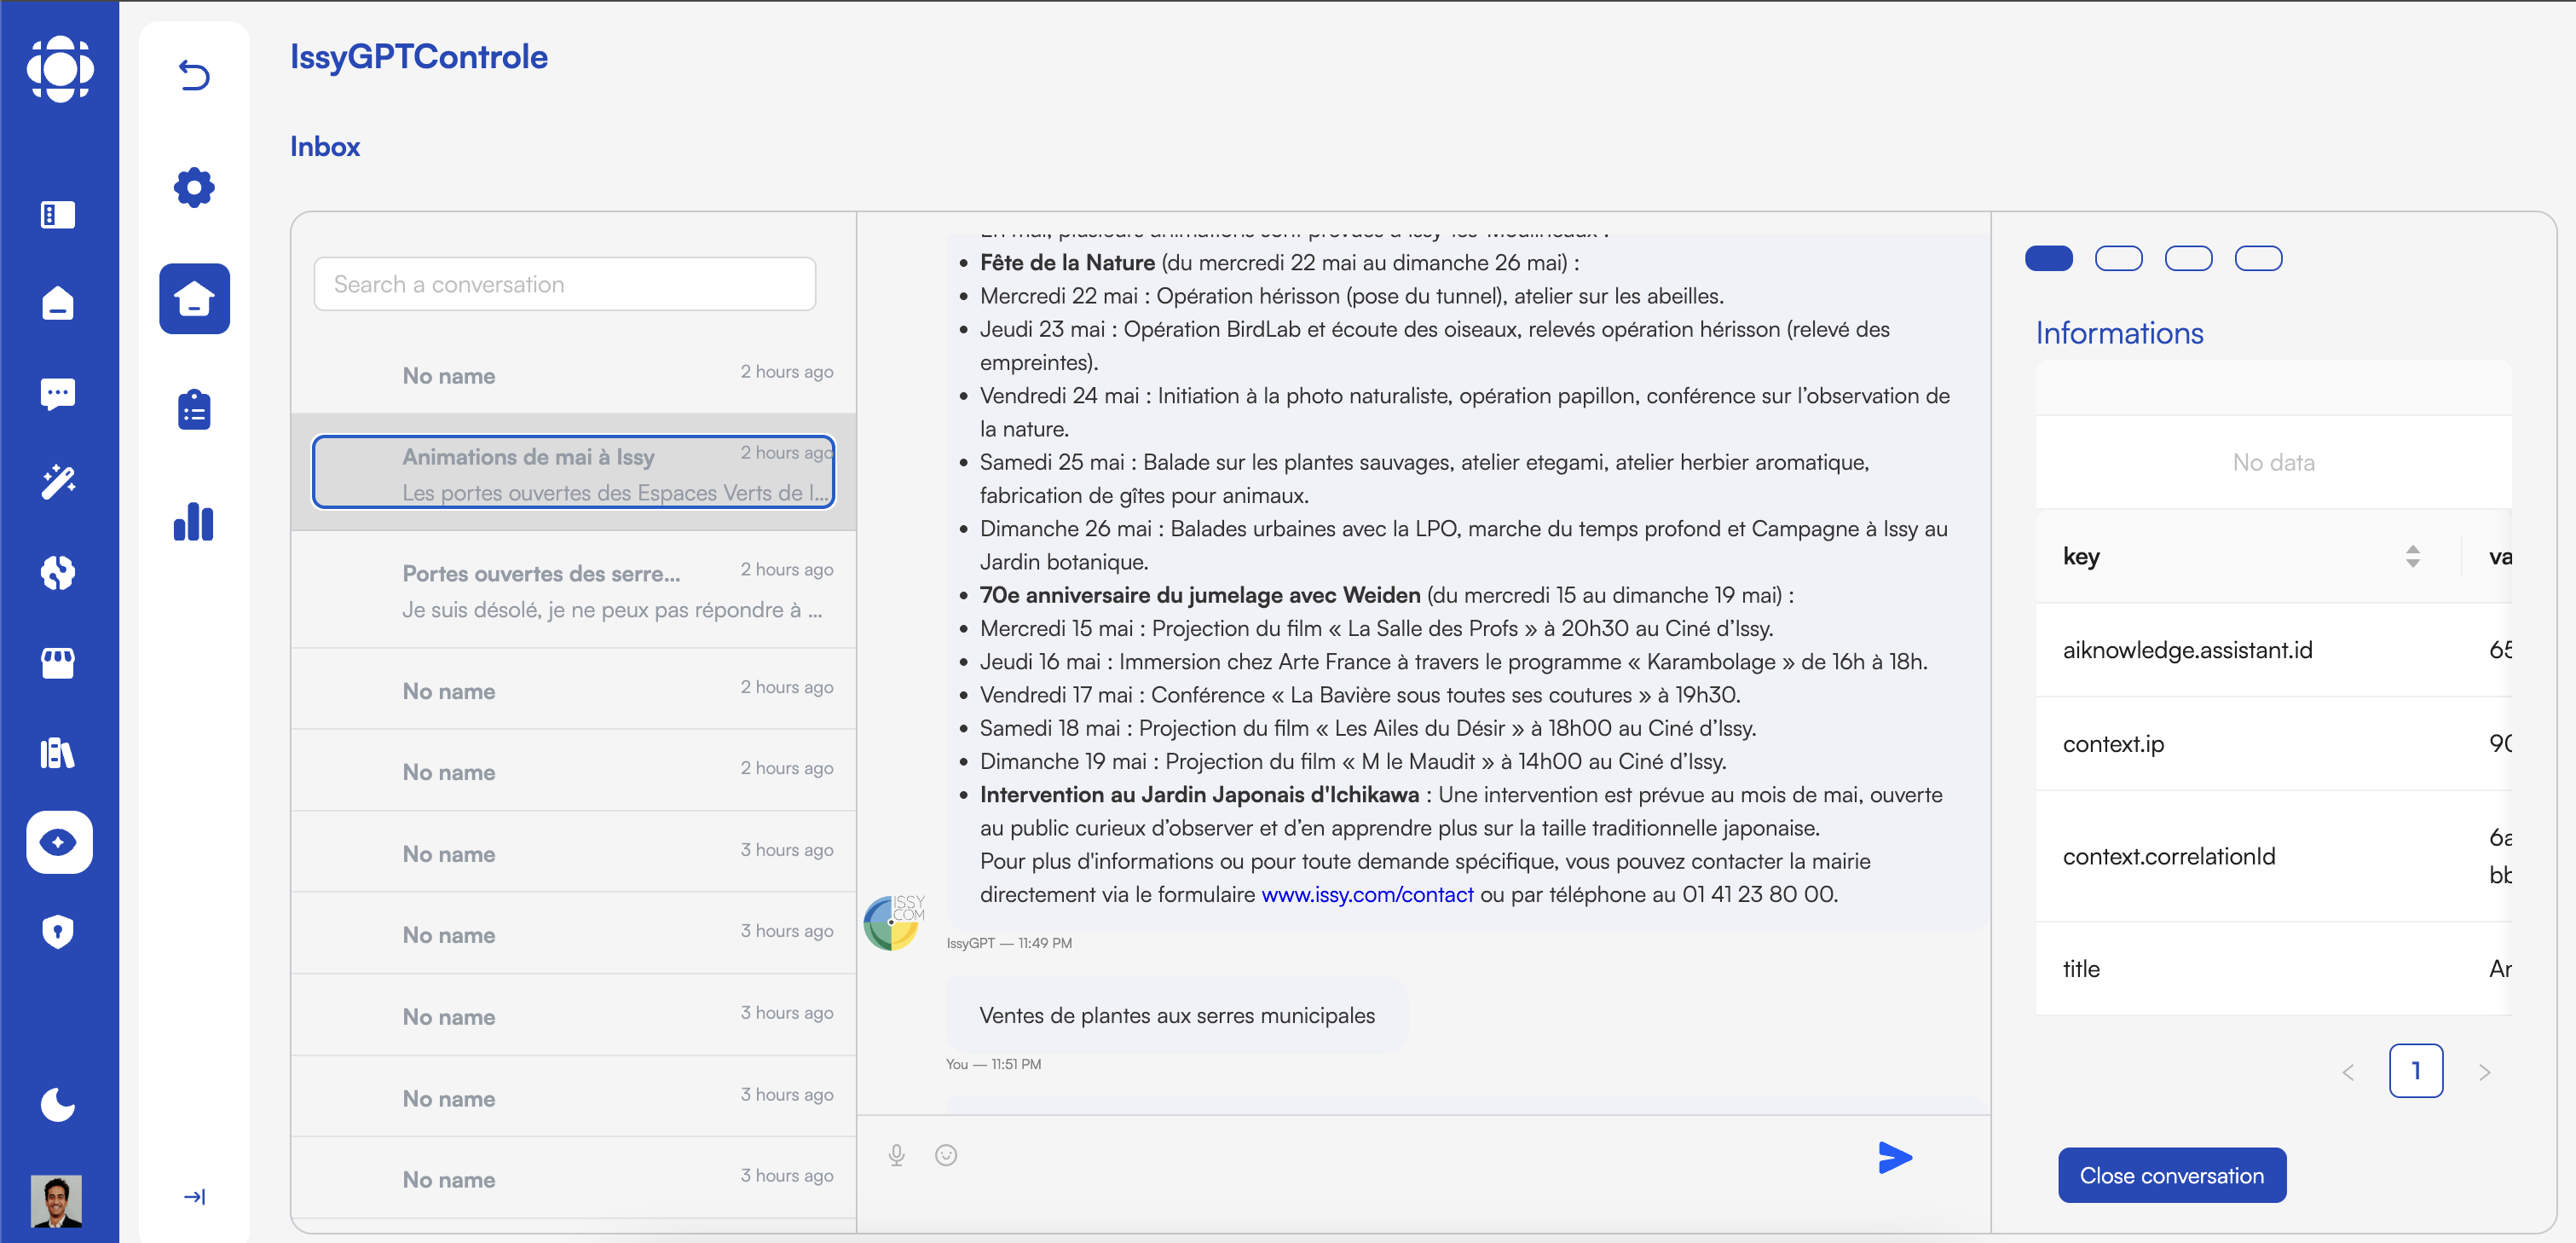 IssyGPTControle
Inbox
Search a conversation
No name
2 hours ago
Animations de mai à Issy
2 hours ago
Les portes ouvertes des Espaces Verts de l...
Portes ouvertes des serre...
2 hours ago
Je suis désolé, je ne peux pas répondre à ...
No name
2 hours ago
No name
2 hours ago
No name
3 hours ago
No name
3 hours ago
No name
3 hours ago
No name
3 hours ago
No name
3 hours ago
En mai, plusieurs animations sont prévues à Issy-les-Moulineaux :
• Fête de la Nature (du mercredi 22 mai au dimanche 26 mai) :
• Mercredi 22 mai : Opération hérisson (pose du tunnel), atelier sur les abeilles.
• Jeudi 23 mai : Opération BirdLab et écoute des oiseaux, relevés opération hérisson (relevé des
empreintes).
• Vendredi 24 mai : Initiation à la photo naturaliste, opération papillon, conférence sur l’observation de
la nature.
• Samedi 25 mai : Balade sur les plantes sauvages, atelier etegami, atelier herbier aromatique,
fabrication de gîtes pour animaux.
• Dimanche 26 mai : Balades urbaines avec la LPO, marche du temps profond et Campagne à Issy au
Jardin botanique.
• 70e anniversaire du jumelage avec Weiden (du mercredi 15 au dimanche 19 mai) :
• Mercredi 15 mai : Projection du film « La Salle des Profs » à 20h30 au Ciné d’Issy.
• Jeudi 16 mai : Immersion chez Arte France à travers le programme « Karambolage » de 16h à 18h.
• Vendredi 17 mai : Conférence « La Bavière sous toutes ses coutures » à 19h30.
• Samedi 18 mai : Projection du film « Les Ailes du Désir » à 18h00 au Ciné d’Issy.
• Dimanche 19 mai : Projection du film « M le Maudit » à 14h00 au Ciné d’Issy.
• Intervention au Jardin Japonais d'Ichikawa : Une intervention est prévue au mois de mai, ouverte
au public curieux d’observer et d’en apprendre plus sur la taille traditionnelle japonaise.
Pour plus d'informations ou pour toute demande spécifique, vous pouvez contacter la mairie
directement via le formulaire www.issy.com/contact ou par téléphone au 01 41 23 80 00.
ISSY
.COM
IssyGPT — 11:49 PM
Ventes de plantes aux serres municipales
You — 11:51 PM
Informations
No data
key
va
aiknowledge.assistant.id
65
context.ip
90
context.correlationId
6a
bb
title
An
1
Close conversation